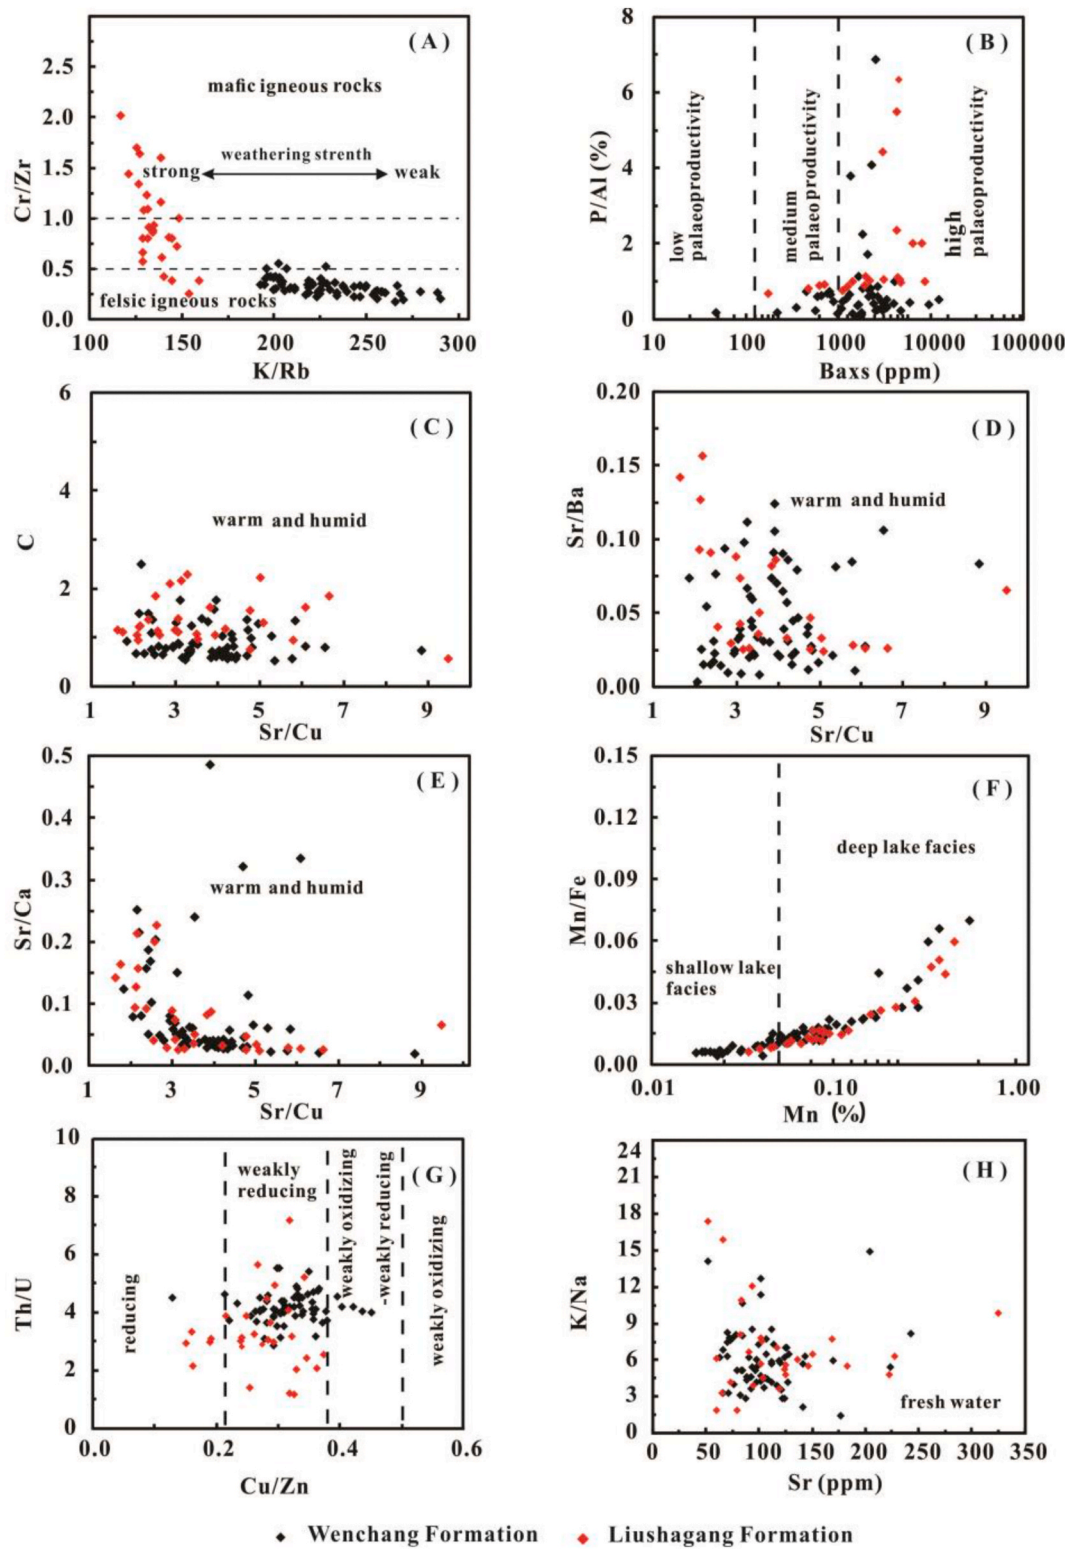 (A)
2.5
2.0
1.5
1.0
0.5
0.0
Cr/Zr
mafic igneous rocks
weathering strenth
strong
weak
felsic igneous rocks
100 150 200 250 300
K/Rb
(B)
8
6
4
2
0
P/Al (%)
low
palaeoproductivity
medium
palaeoproductivity
high
palaeoproductivity
10 100 1000 10000 100000
Baxs (ppm)
(C)
6
4
2
0
C
warm and humid
1 3 5 7 9
Sr/Cu
(D)
0.20
0.15
0.10
0.05
0.00
Sr/Ba
warm and humid
1 3 5 7 9
Sr/Cu
(E)
0.5
0.4
0.3
0.2
0.1
0.0
Sr/Ca
warm and humid
1 3 5 7 9
Sr/Cu
(F)
0.15
0.12
0.09
0.06
0.03
0.00
Mn/Fe
deep lake facies
shallow lake
facies
0.01 0.10 1.00
Mn (%)
(G)
10
8
6
4
2
0
Th/U
reducing
weakly
reducing
weakly oxidizing
-weakly reducing
weakly oxidizing
0.0 0.2 0.4 0.6
Cu/Zn
(H)
24
21
18
15
12
9
6
3
0
K/Na
fresh water
0 50 100 150 200 250 300 350
Sr (ppm)
Wenchang Formation Liushagang Formation